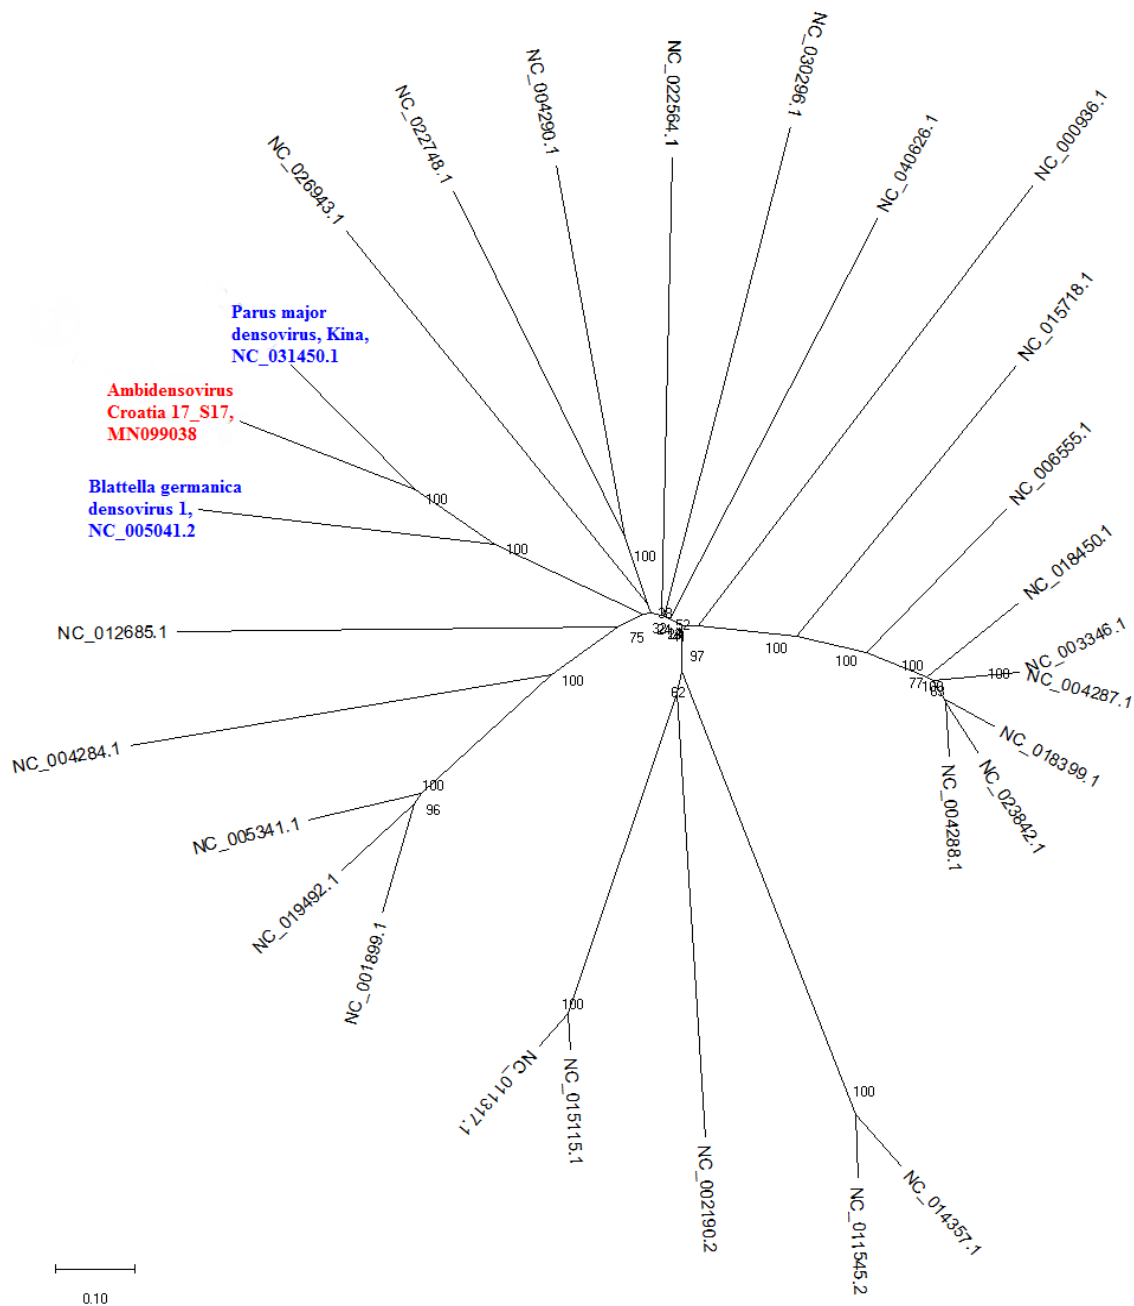 NC_030296.1
NC_022564.1
NC_004290.1
NC_022748.1
NC_000936.1
NC_040626.1
NC_026943.1
NC_015718.1
Parus major
densovirus, Kina,
NC_031450.1
Ambidensovirus
Croatia 17_S17,
MN099038
Blattella germanica
densovirus 1,
NC_005041.2
NC_006555.1
NC_018450.1
NC_003346.1
NC_004287.1
NC_018399.1
NC_023842.1
NC_004288.1
NC_012685.1
NC_004284.1
NC_005341.1
NC_019492.1
NC_001899.1
NC_011317.1
NC_015115.1
NC_002190.2
NC_011545.2
NC_014357.1
100
100
100
52
75
97
100
100
100
100
77
100
62
100
96
100
100
0.10